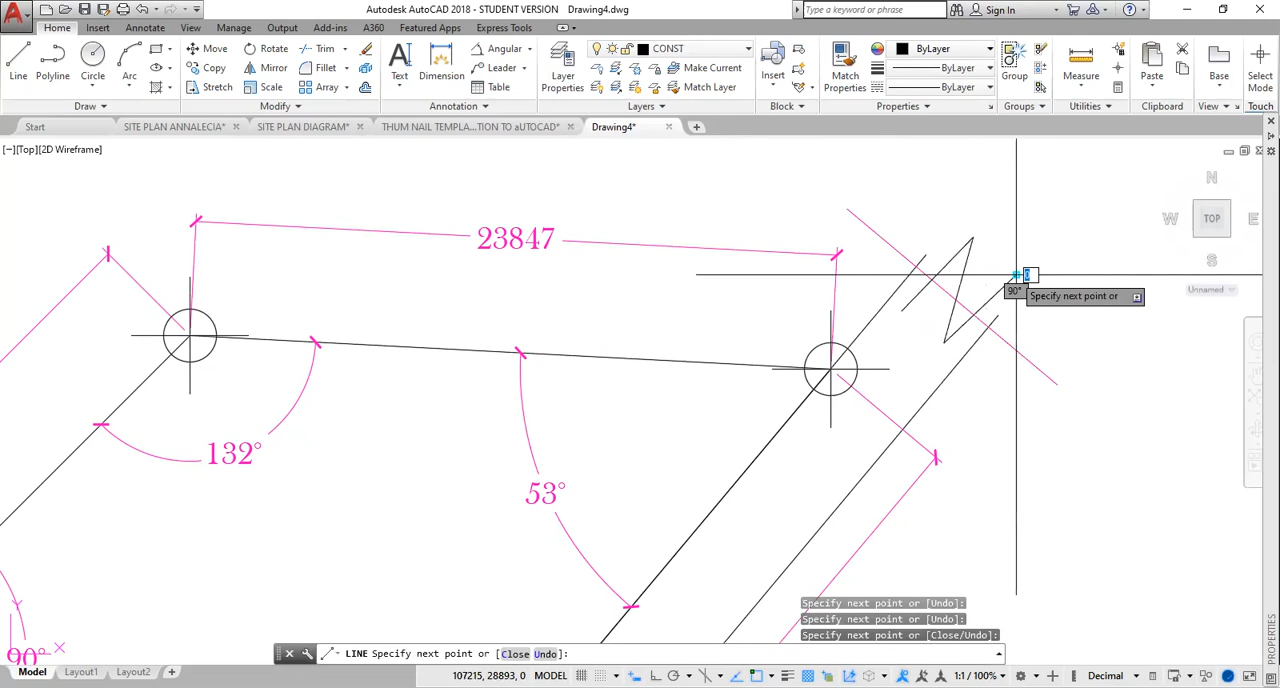 Autodesk AutoCAD 2018 - STUDENT VERSION Drawing4.dwg
Type a keyword or phrase
Sign In
Home Insert Annotate View Manage Output Add-ins A360 Featured Apps Express Tools
Line Polyline Circle Arc
Move Rotate Trim
Copy Mirror Fillet
Stretch Scale Array
Text Dimension
Angular
Leader
Table
Layer Properties
CONST
Make Current
Match Layer
Insert
Match Properties
ByLayer
ByLayer
ByLayer
Group Measure Paste Base Select Mode
Draw Modify Annotation Layers Block Properties Groups Utilities Clipboard View Touch
Start SITE PLAN ANNALECIA* SITE PLAN DIAGRAM* THUM NAIL TEMPLA...TION TO aUTOCAD* Drawing4*
[−][Top][2D Wireframe]
N
W TOP E
S
Unnamed
23847
0
90°
Specify next point or
132°
53°
90°
Y
X
Specify next point or [Undo]:
Specify next point or [Undo]:
Specify next point or [Close/Undo]:
LINE Specify next point or [Close Undo]:
PROPERTIES
Model Layout1 Layout2
107215, 28893, 0 MODEL
1:1 / 100%
Decimal